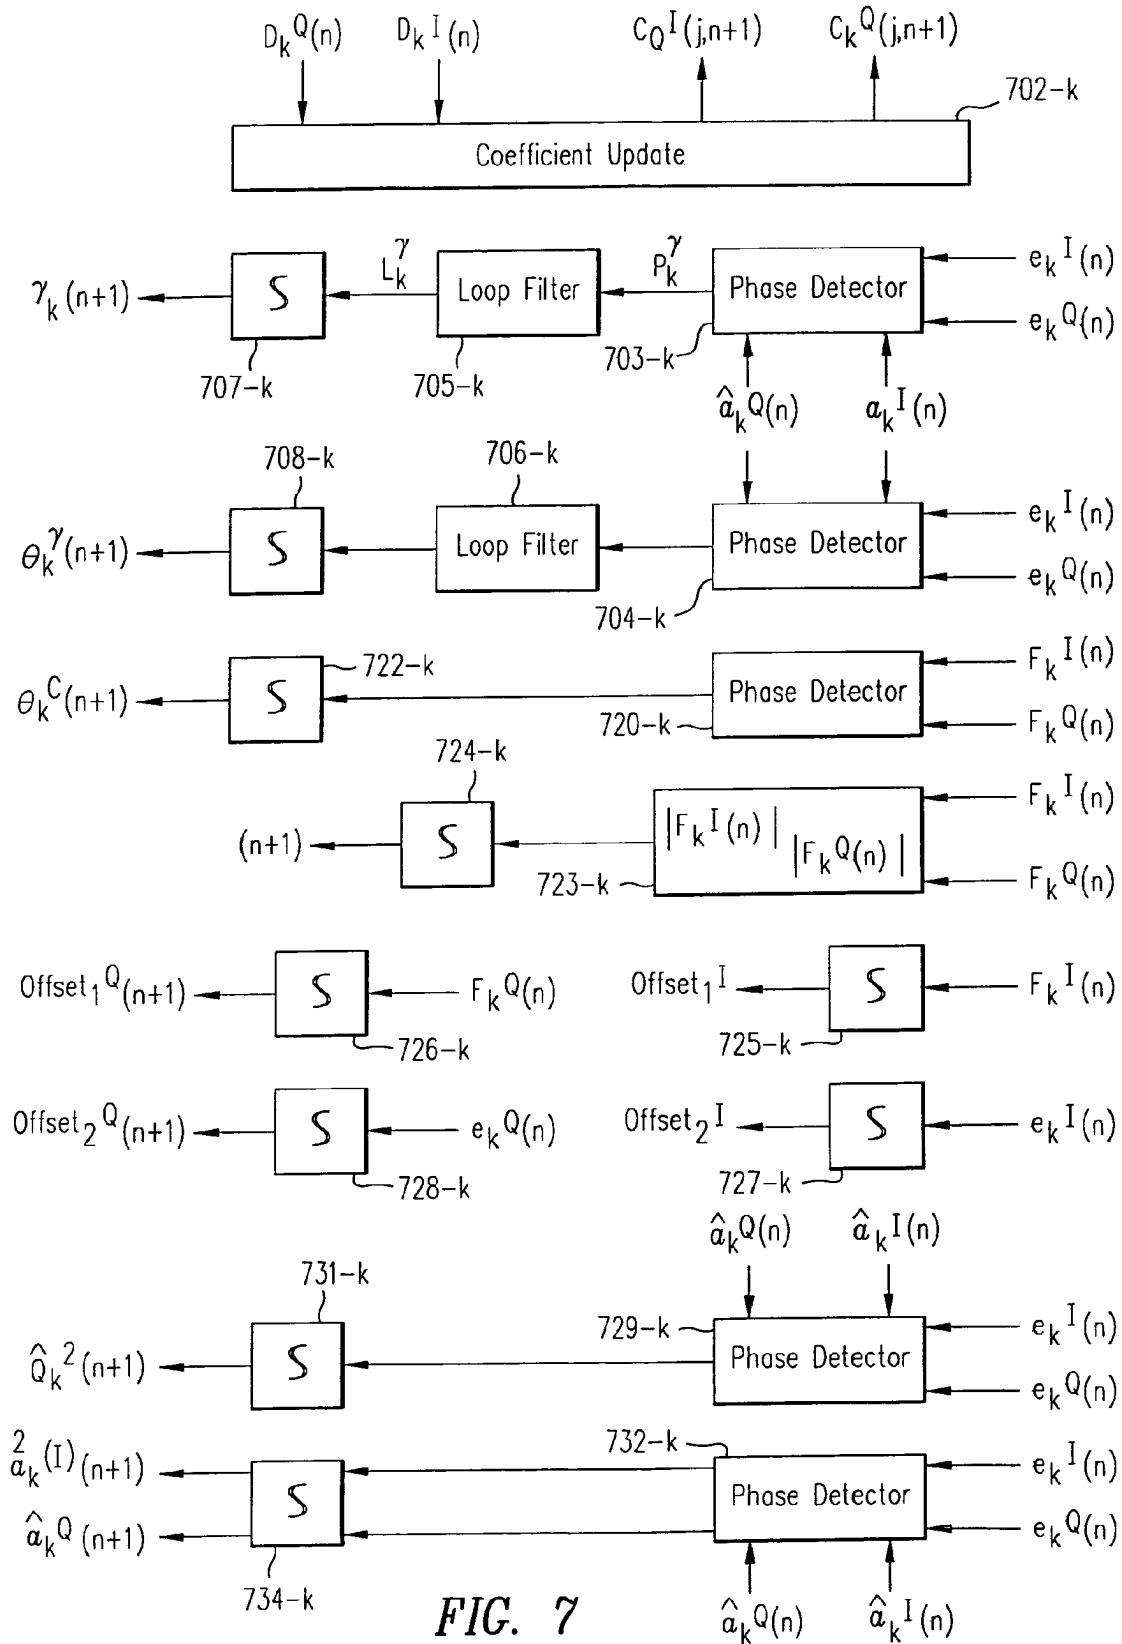 D_k^Q(n) D_k^I(n) C_Q^I(j,n+1) C_k^Q(j,n+1)
702-k
Coefficient Update
γ_k(n+1) S L_k^γ Loop Filter P_k^γ Phase Detector e_k^I(n)
e_k^Q(n)
707-k 705-k 703-k
â_k^Q(n) a_k^I(n)
708-k 706-k
θ_k^γ(n+1) S Loop Filter Phase Detector e_k^I(n)
e_k^Q(n)
704-k
θ_k^C(n+1) S 722-k Phase Detector F_k^I(n)
720-k F_k^Q(n)
724-k
(n+1) S |F_k^I(n)| |F_k^Q(n)| F_k^I(n)
723-k F_k^Q(n)
Offset_1^Q(n+1) S F_k^Q(n) Offset_1^I S F_k^I(n)
726-k 725-k
Offset_2^Q(n+1) S e_k^Q(n) Offset_2^I S e_k^I(n)
728-k 727-k
â_k^Q(n) â_k^I(n)
731-k 729-k
Q̂_k^2(n+1) S Phase Detector e_k^I(n)
e_k^Q(n)
732-k
2
a_k(I)(n+1) S Phase Detector e_k^I(n)
â_k^Q(n+1) e_k^Q(n)
734-k
â_k^Q(n) â_k^I(n)
FIG. 7